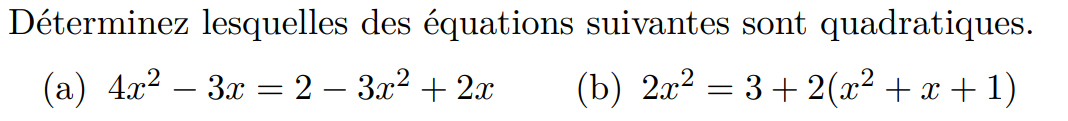 Déterminez lesquelles des équations suivantes sont quadratiques.
(a) 4x² − 3x = 2 − 3x² + 2x (b) 2x² = 3 + 2(x² + x + 1)